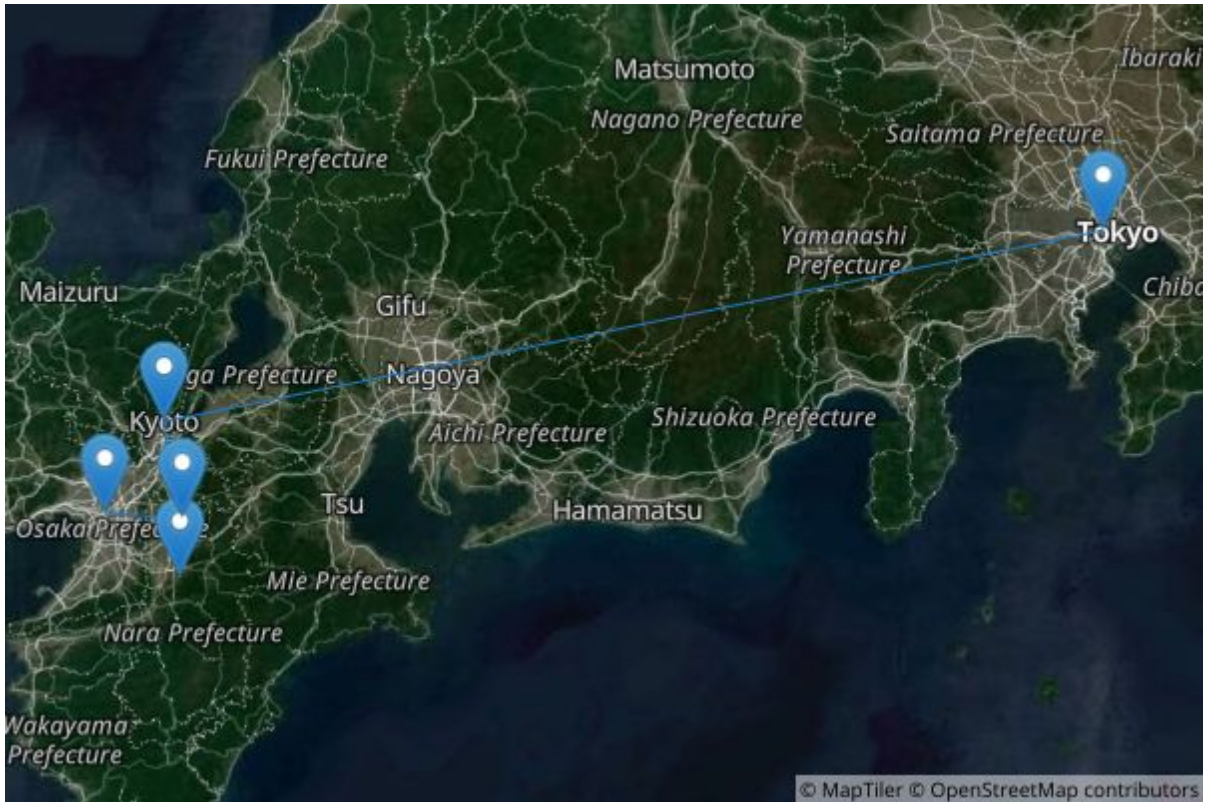 Matsumoto
Ibaraki
Nagano Prefecture
Saitama Prefecture
Fukui Prefecture
Tokyo
Yamanashi
Prefecture
Maizuru
Chiba
Gifu
ga Prefecture
Nagoya
Kyoto
Shizuoka Prefecture
Aichi Prefecture
Tsu
Hamamatsu
Osaka Prefecture
Mie Prefecture
Nara Prefecture
Wakayama
Prefecture
© MapTiler © OpenStreetMap contributors